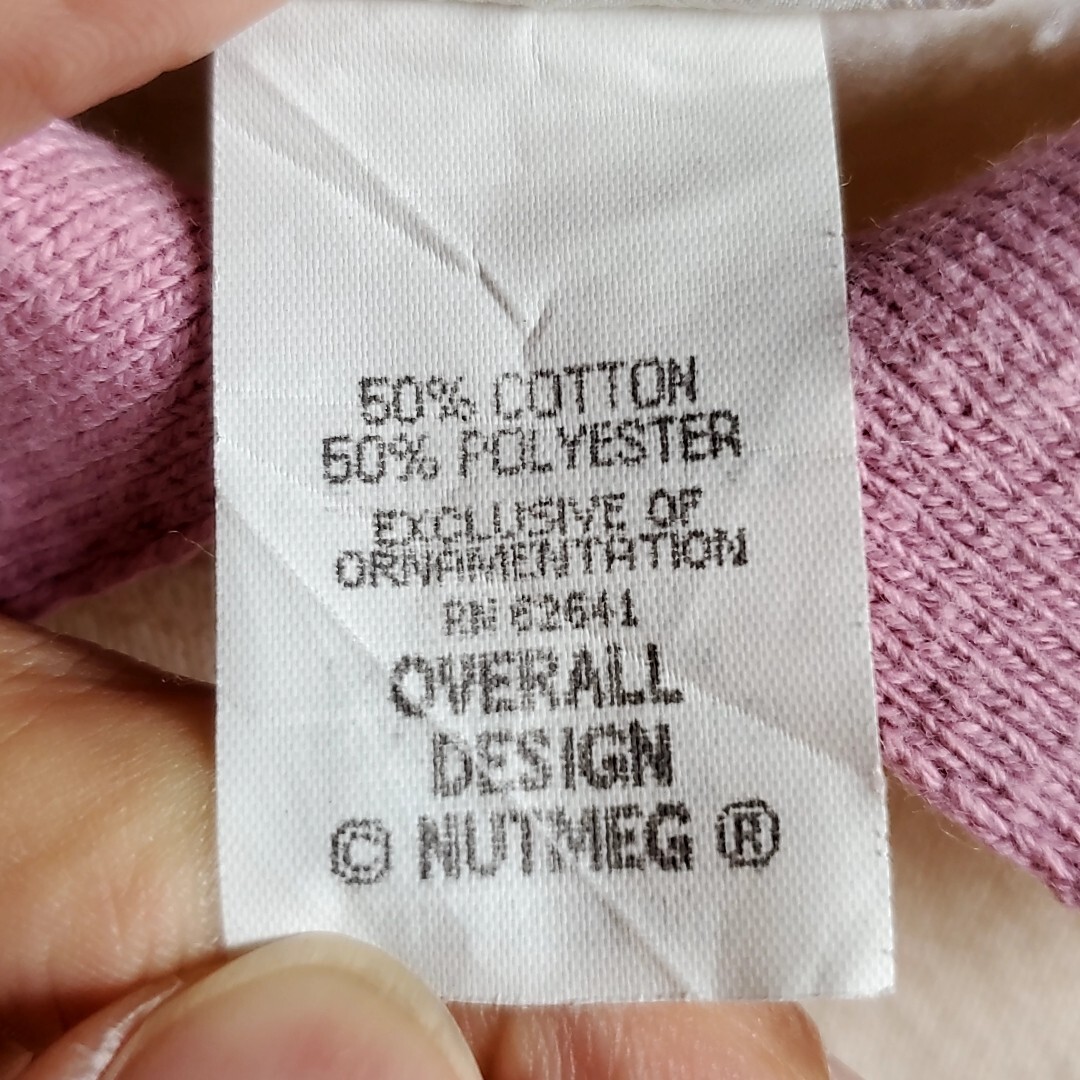 50% COTTON
50% POLYESTER
EXCLUSIVE OF
ORNAMENTATION
RN 62641
OVERALL
DESIGN
© NUTMEG ®